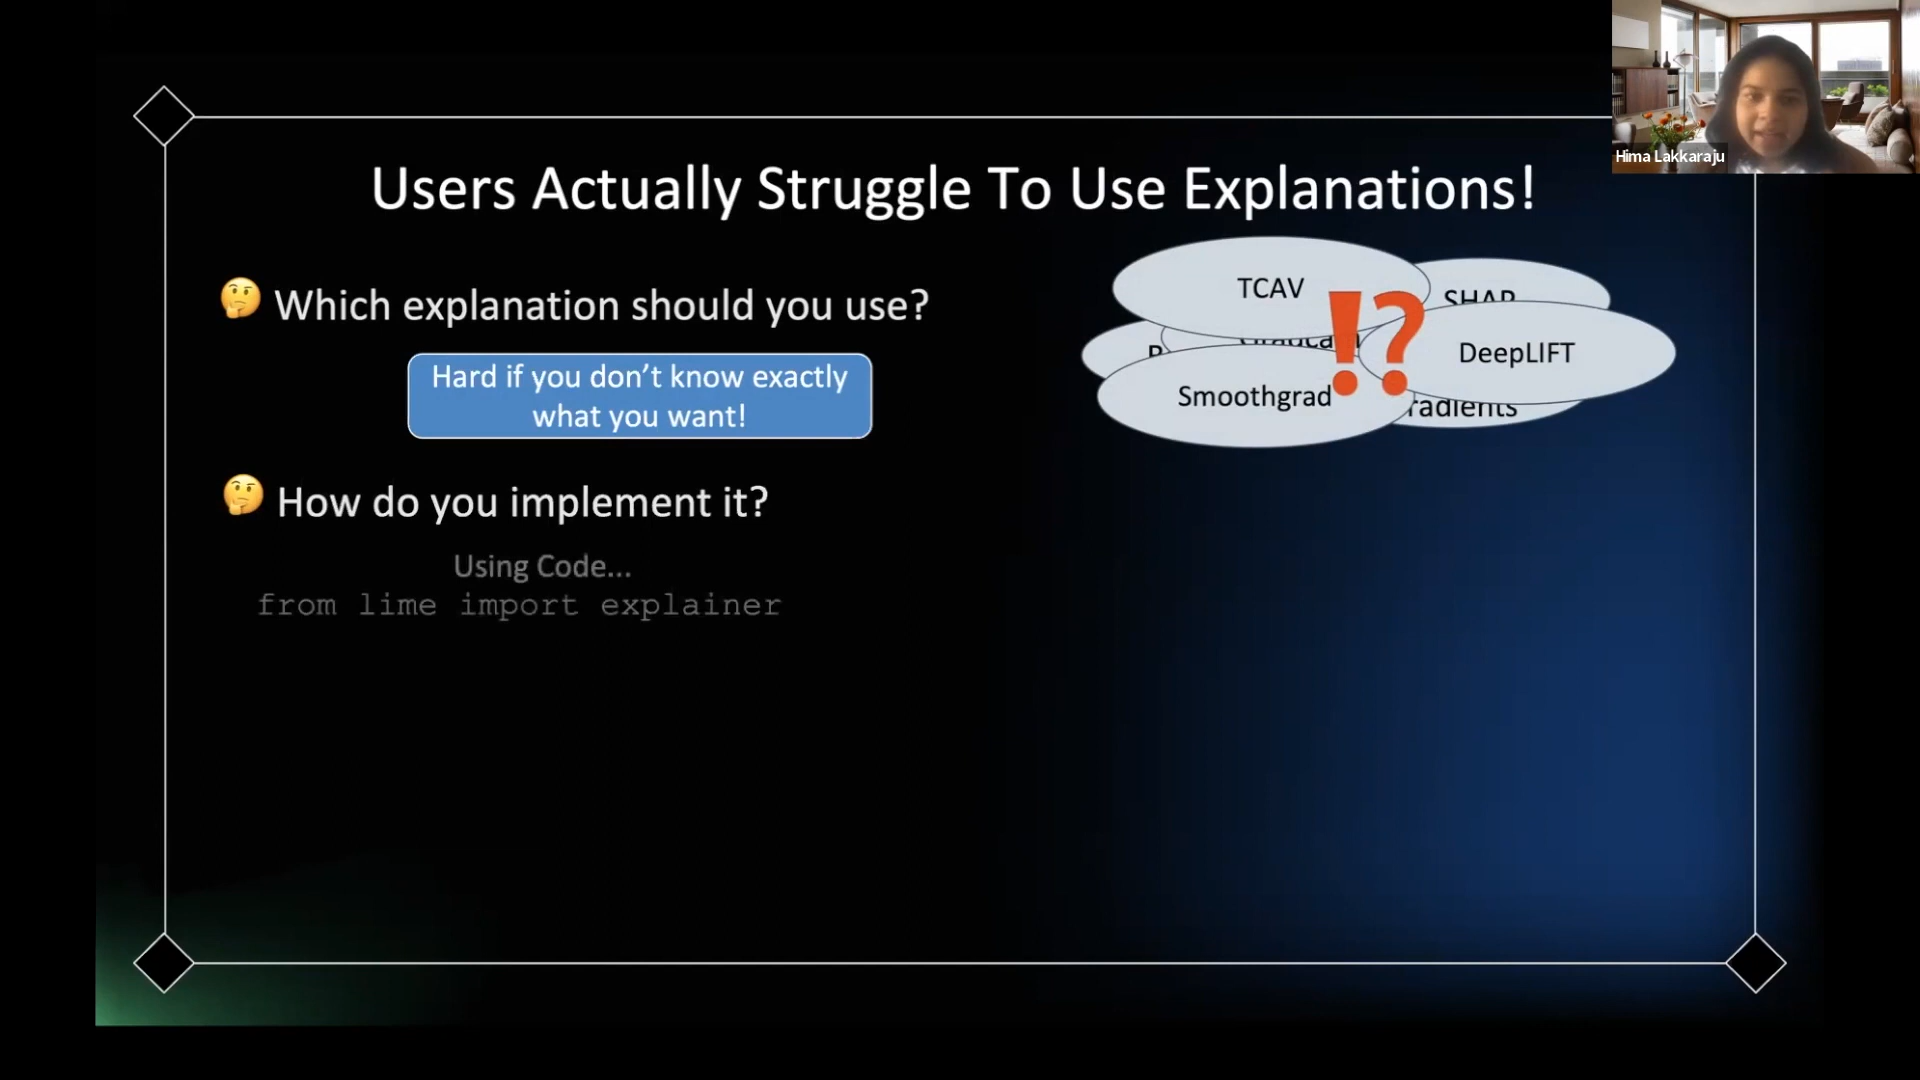 Hima Lakkaraju
Users Actually Struggle To Use Explanations!
Which explanation should you use?
Hard if you don't know exactly
what you want!
TCAV
SHAP
DeepLIFT
Smoothgrad
!?
How do you implement it?
Using Code...
from lime import explainer